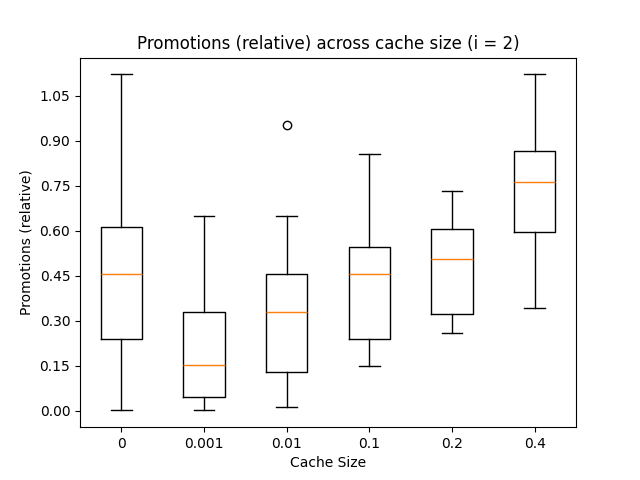 Promotions (relative) across cache size (i = 2)
Promotions (relative)
1.05
0.90
0.75
0.60
0.45
0.30
0.15
0.00
0 0.001 0.01 0.1 0.2 0.4
Cache Size